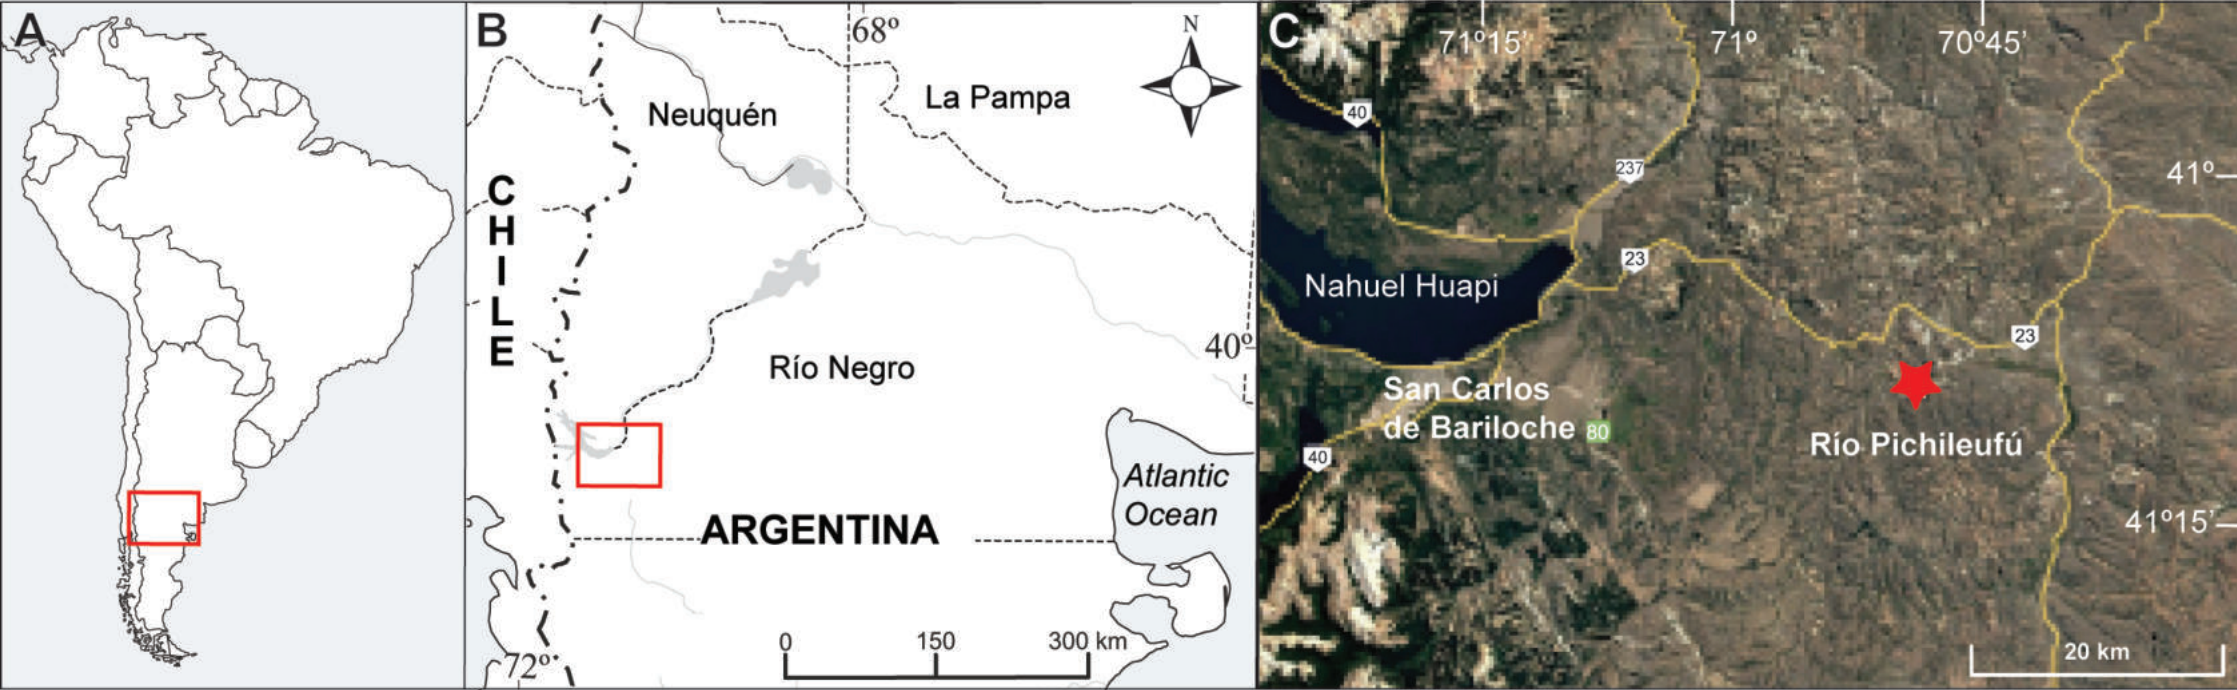 A
B
68º
N
Neuquén
La Pampa
C
H
I
L
E
40º
Río Negro
Atlantic
Ocean
ARGENTINA
0 150 300 km
72º
C
71º15’
71º
70º45’
40
237
41º
23
Nahuel Huapi
23
San Carlos
de Bariloche
80
Río Pichileufú
40
41º15’
20 km